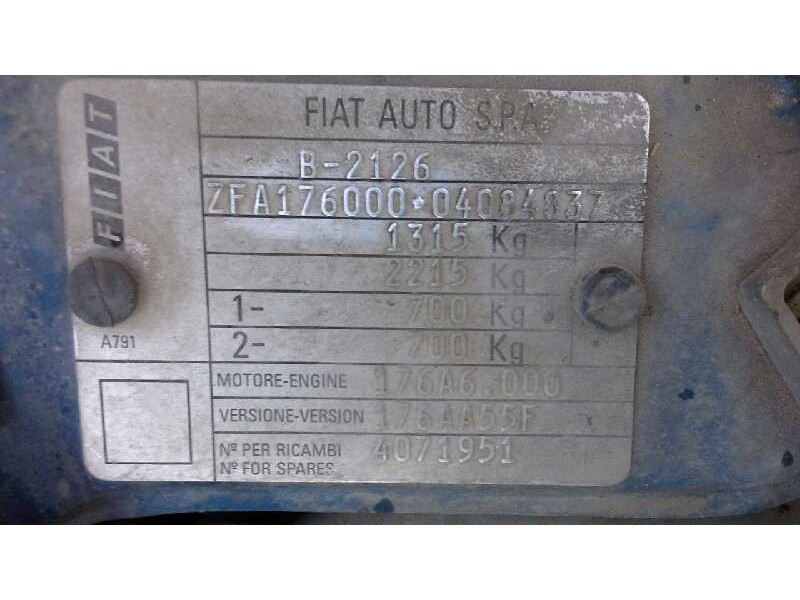 FIAT
FIAT AUTO S.P.A.
B-2126
ZFA176000*04084837
1315 Kg
2215 Kg
1- 700 Kg
2- 700 Kg
A791
MOTORE-ENGINE 176A6.000
VERSIONE-VERSION 176AA55F
Nº PER RICAMBI
Nº FOR SPARES 4071951